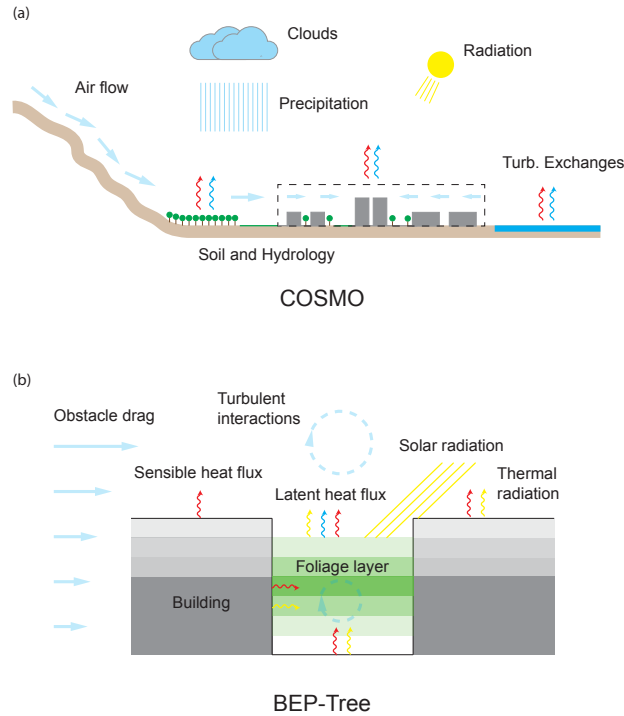 (a)
Clouds
Radiation
Air flow
Precipitation
Turb. Exchanges
Soil and Hydrology
COSMO
(b)
Turbulent
interactions
Obstacle drag
Solar radiation
Sensible heat flux
Thermal
radiation
Latent heat flux
Foliage layer
Building
BEP-Tree